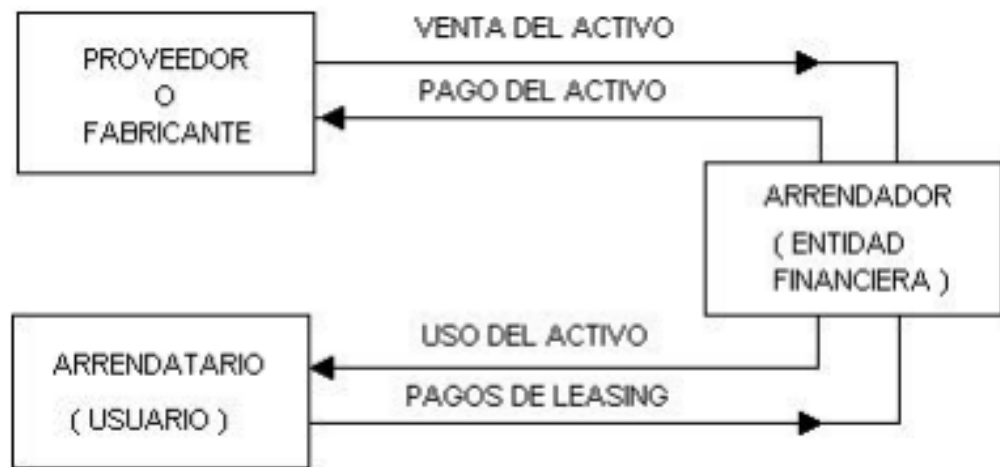 PROVEEDOR
O
FABRICANTE
VENTA DEL ACTIVO
PAGO DEL ACTIVO
ARRENDADOR
( ENTIDAD
FINANCIERA )
ARRENDATARIO
( USUARIO )
USO DEL ACTIVO
PAGOS DE LEASING